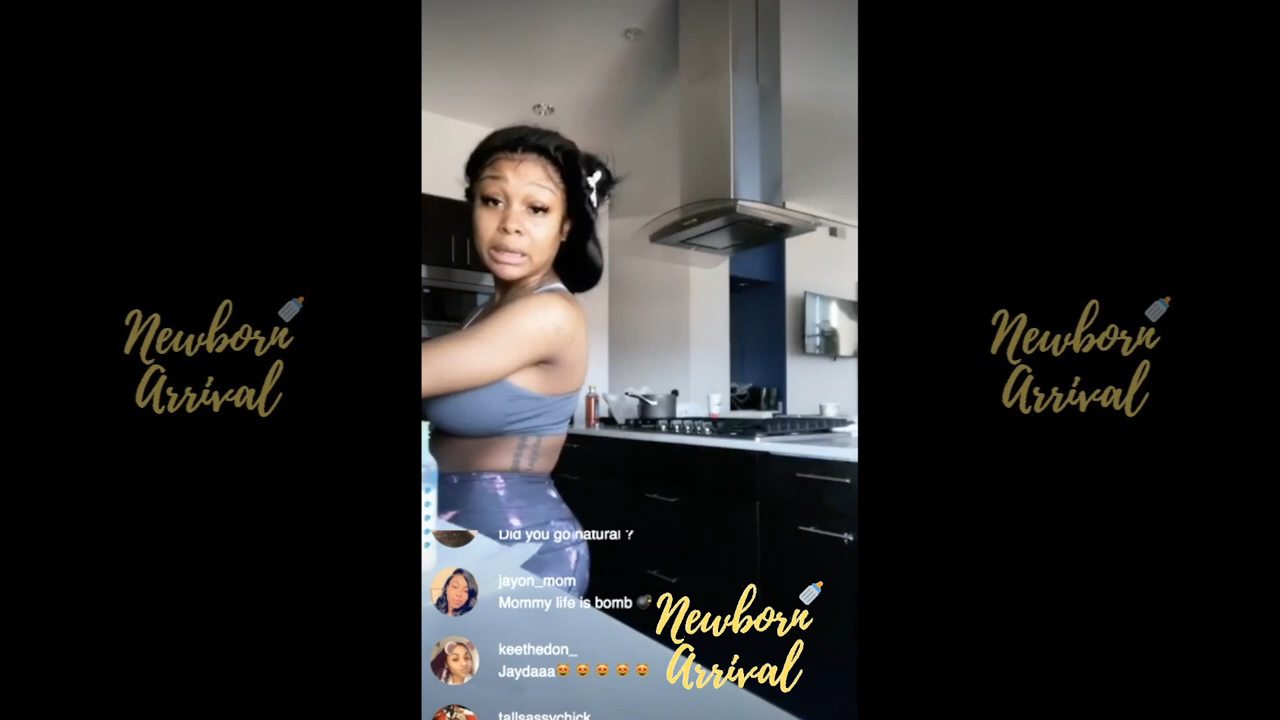 Newborn
Arrival
Did you go natural ?
jayon_mom
Mommy life is bomb 💣
keethedon_
Jaydaaa😍 😍 😍 😍 😍
tallsassychick
Newborn
Arrival
Newborn
Arrival